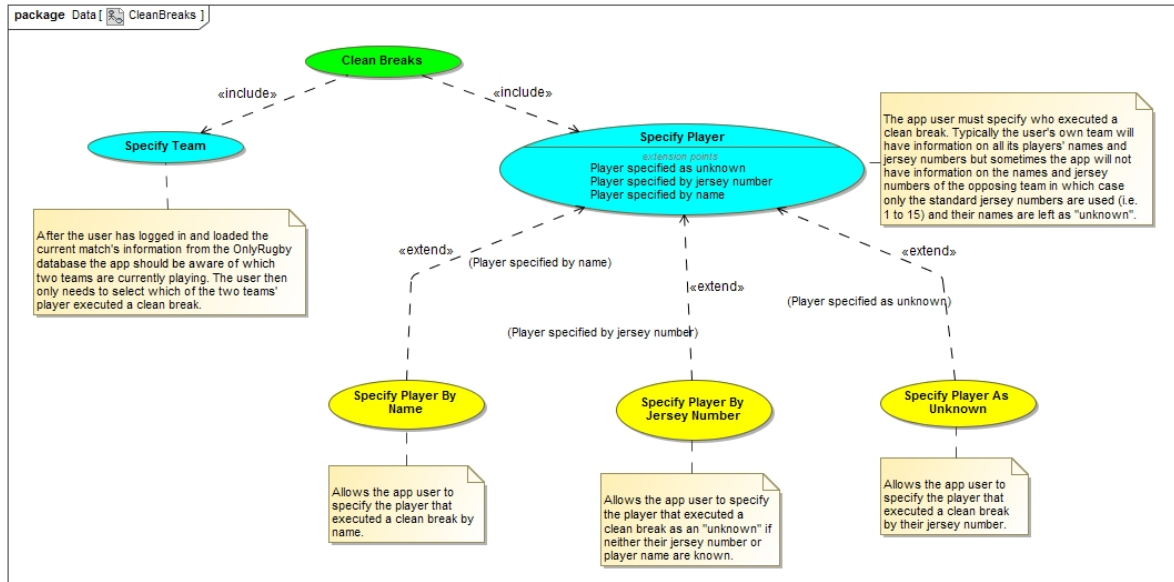 package Data [ CleanBreaks ]
Clean Breaks
«include»
«include»
Specify Team
Specify Player
extension points
Player specified as unknown
Player specified by jersey number
Player specified by name
The app user must specify who executed a
clean break. Typically the user's own team will
have information on all its players' names and
jersey numbers but sometimes the app will not
have information on the names and jersey
numbers of the opposing team in which case
only the standard jersey numbers are used (i.e.
1 to 15) and their names are left as "unknown".
After the user has logged in and loaded the
current match's information from the OnlyRugby
database the app should be aware of which
two teams are currently playing. The user then
only needs to select which of the two teams'
player executed a clean break.
«extend»
(Player specified by name)
«extend»
(Player specified by jersey number)
«extend»
(Player specified as unknown)
Specify Player By
Name
Specify Player By
Jersey Number
Specify Player As
Unknown
Allows the app user to
specify the player that
executed a clean break by
name.
Allows the app user to specify
the player that executed a
clean break as an "unknown" if
neither their jersey number or
player name are known.
Allows the app user to
specify the player that
executed a clean break
by their jersey number.